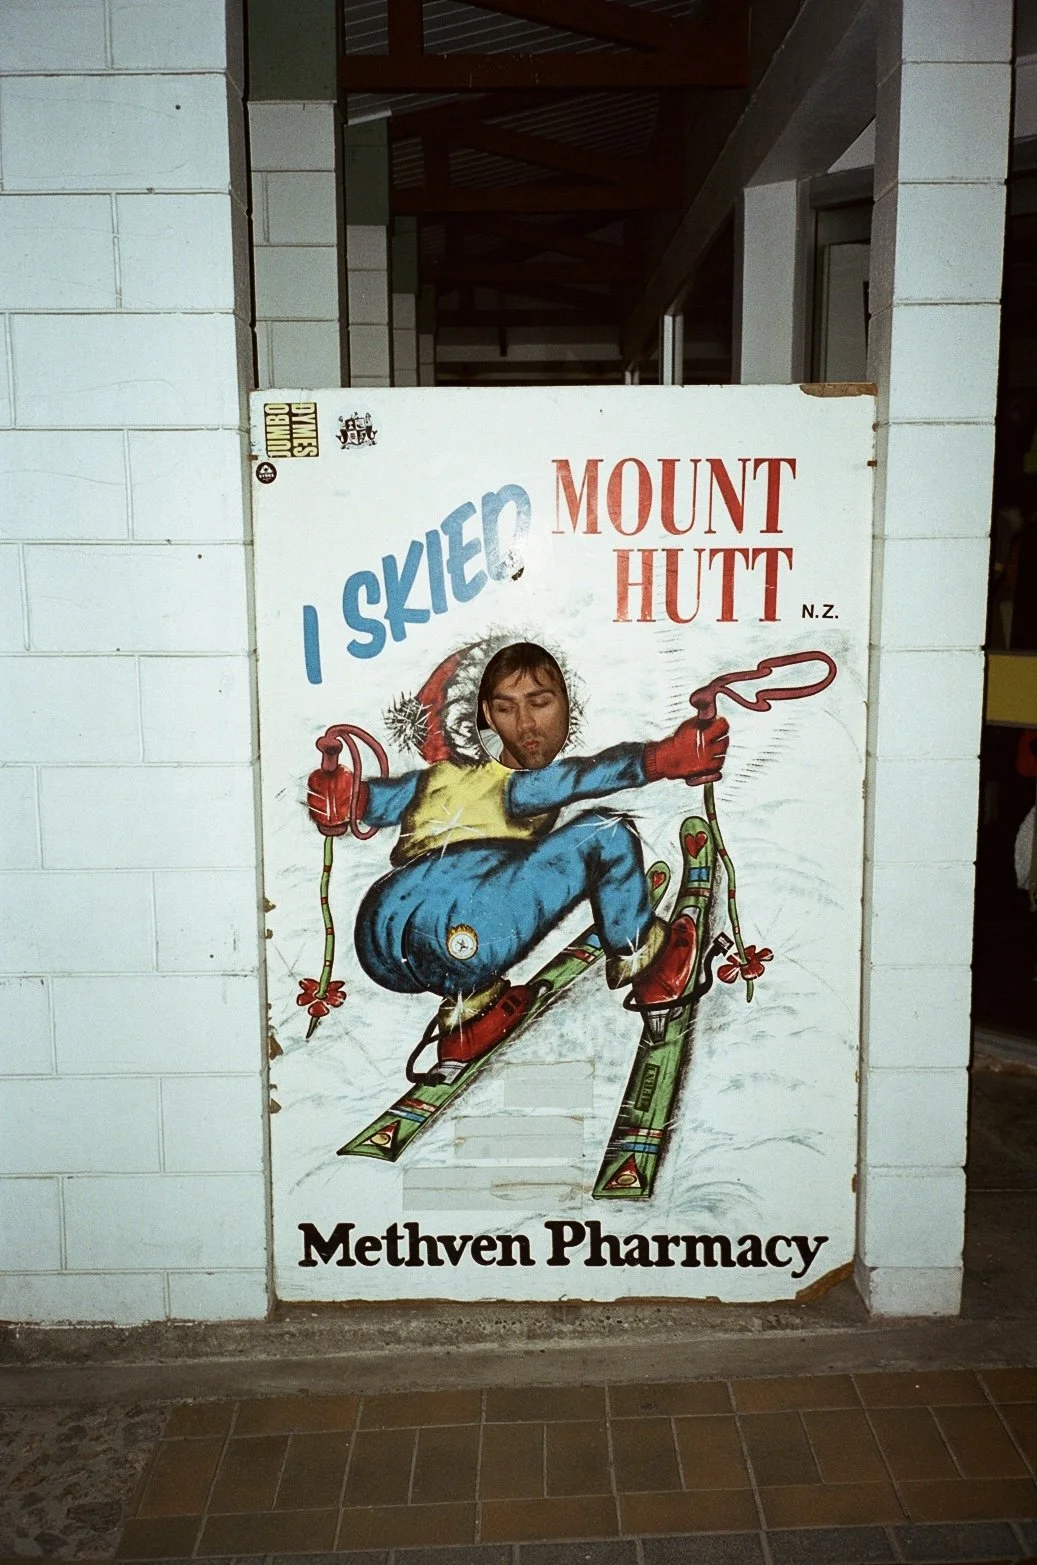 I SKIED
MOUNT
HUTT
N.Z.
Methven Pharmacy